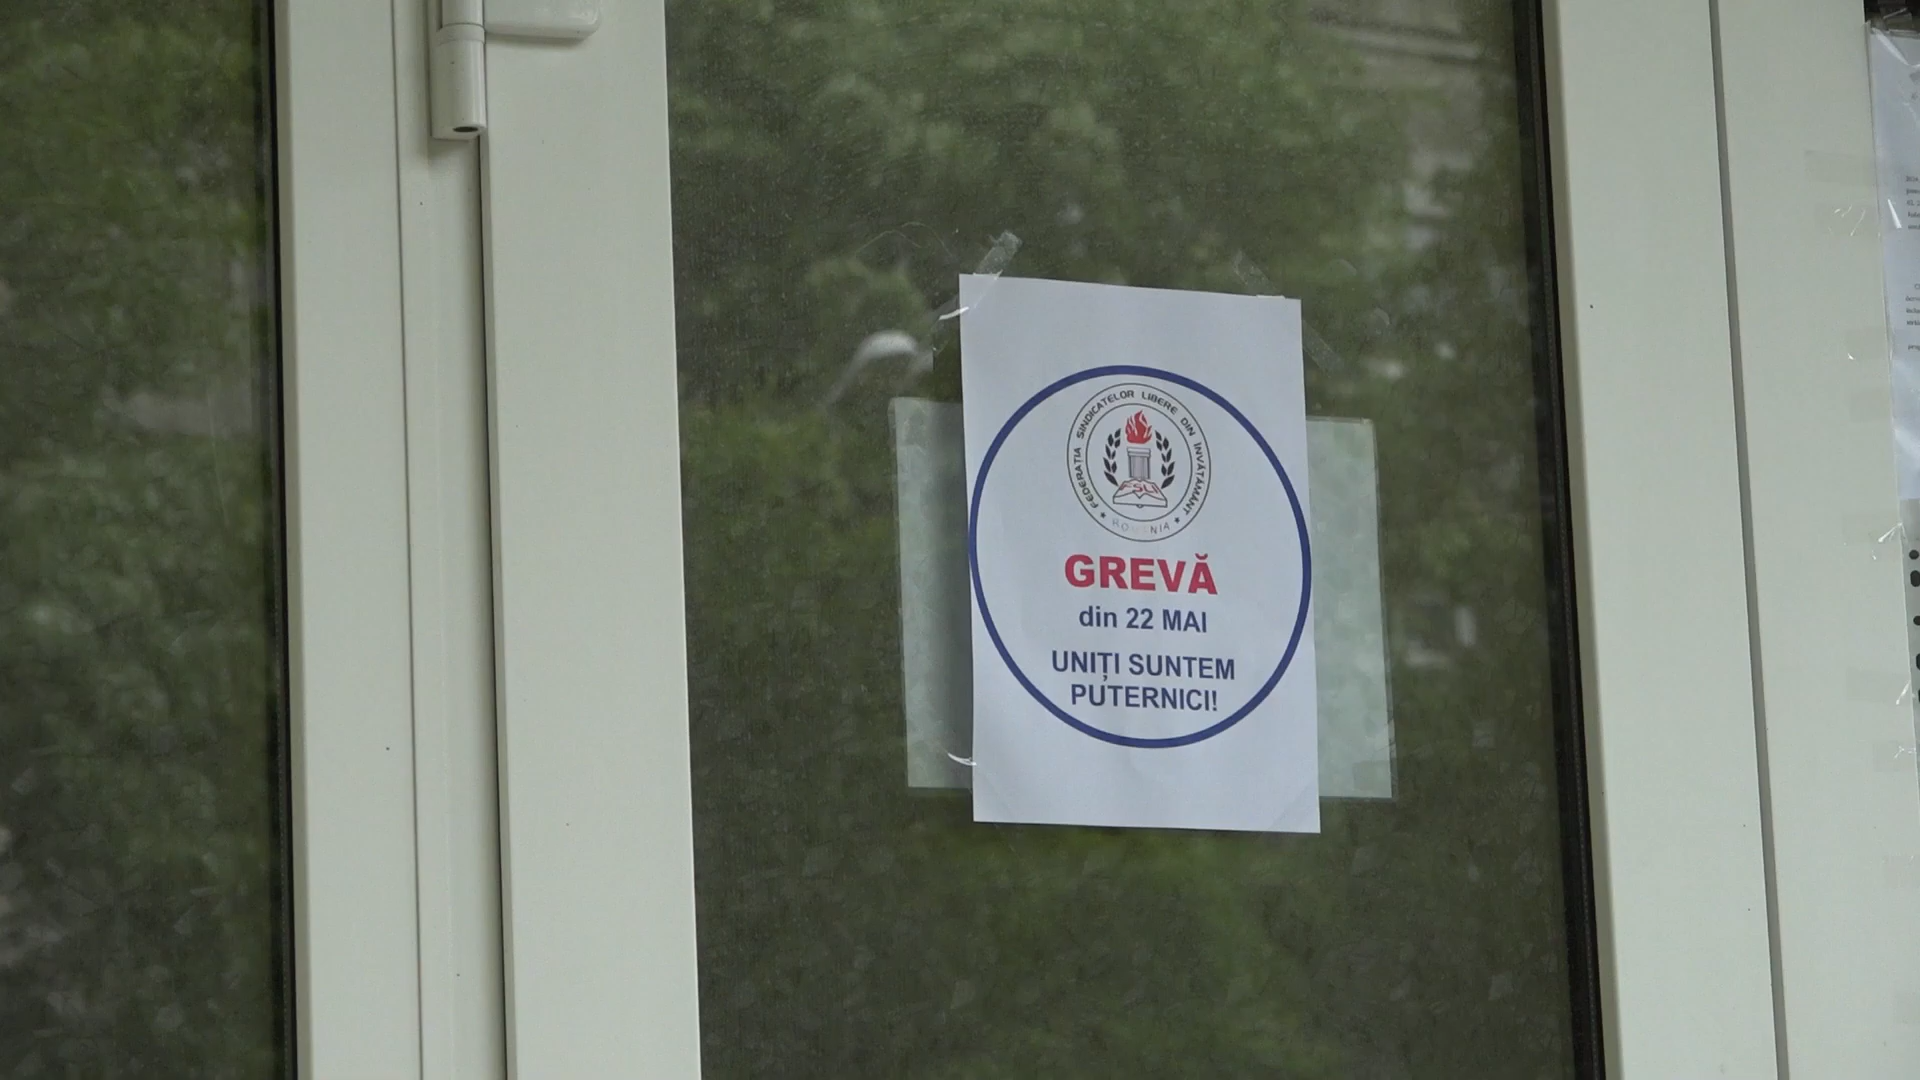 FEDERAȚIA SINDICATELOR LIBERE DIN ÎNVĂȚĂMÂNT
★ ROMÂNIA ★
FSLI
GREVĂ
din 22 MAI
UNIȚI SUNTEM
PUTERNICI!